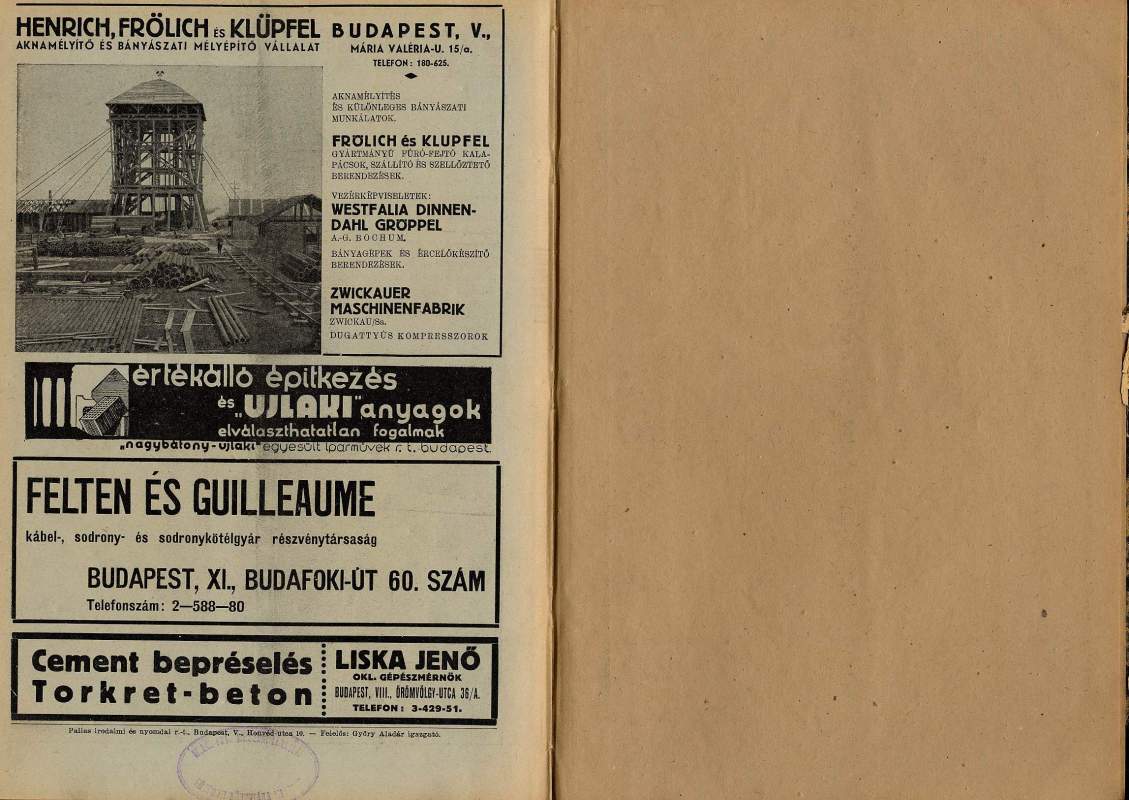 HENRICH, FRÖLICH ÉS KLÜPFEL
AKNAMÉLYÍTŐ ÉS BÁNYÁSZATI MÉLYÉPÍTŐ VÁLLALAT
BUDAPEST, V.,
MÁRIA VALÉRIA-U. 15/a.
TELEFON: 180-625.
AKNAMÉLYÍTÉS
ÉS KÜLÖNLEGES BÁNYÁSZATI
MUNKÁLATOK.
FRÖLICH és KLUPFEL
GYÁRTMÁNYÚ FÚRÓ-FEJTŐ KALA-
PÁCSOK, SZÁLLÍTÓ ÉS SZELLŐZTETŐ
BERENDEZÉSEK.
VEZÉRKÉPVISELETEK:
WESTFALIA DINNEN-
DAHL GRÖPPEL
A.-G. BOCHUM.
BÁNYAGÉPEK ÉS ÉRCELŐKÉSZÍTŐ
BERENDEZÉSEK.
ZWICKAUER
MASCHINENFABRIK
ZWICKAU/Sa.
DUGATTYÚS KOMPRESSZOROK
értékálló építkezés
és „UJLAKI" anyagok
elválaszthatatlan fogalmak
„nagybátony-ujlaki" egyesült iparművek r. t. budapest.
FELTEN ÉS GUILLEAUME
kábel-, sodrony- és sodronykötélgyár részvénytársaság
BUDAPEST, XI., BUDAFOKI-ÚT 60. SZÁM
Telefonszám: 2—588—80
Cement bepréselés
Torkret-beton
LISKA JENŐ
OKL. GÉPÉSZMÉRNÖK
BUDAPEST, VIII., ÖRÖMVÖLGY-UTCA 36/A.
TELEFON: 3-429-51.
Pallas irodalmi és nyomdai r.-t., Budapest, V., Honvéd-utca 10. — Felelős: Győry Aladár igazgató.